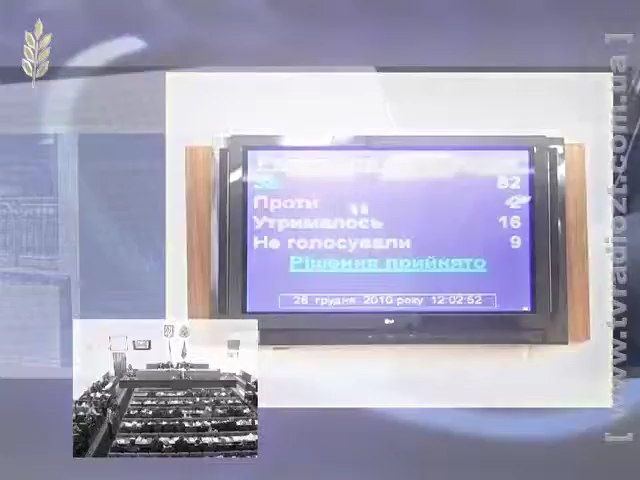 За 82
Проти 2
Утрималось 16
Не голосували 9
Рішення прийнято
28 грудня 2010 року 12:02:52
[ www.tvradiozt.com.ua ]